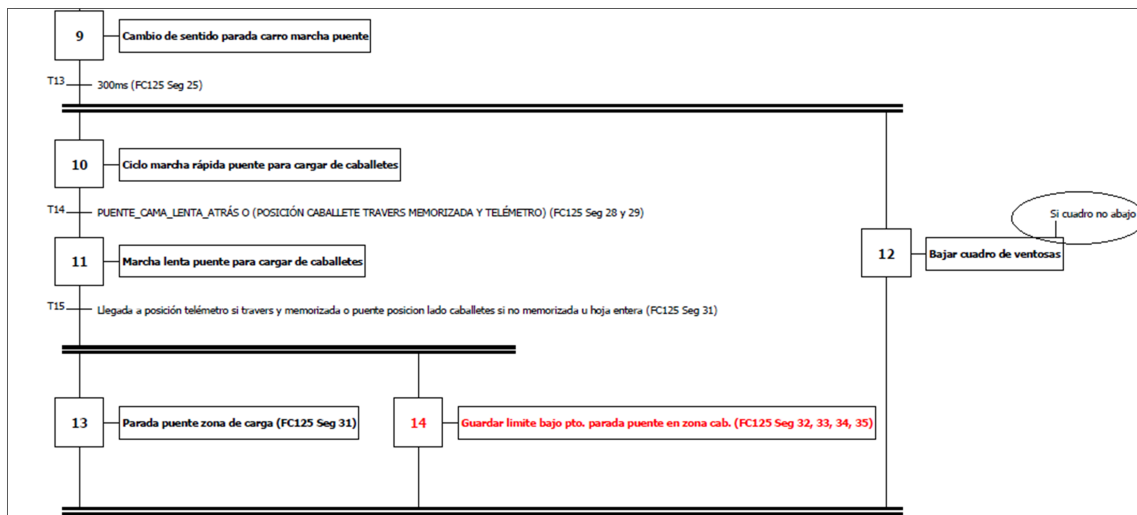 9
Cambio de sentido parada carro marcha puente
T13
300ms (FC125 Seg 25)
10
Ciclo marcha rápida puente para cargar de caballetes
T14
PUENTE_CAMA_LENTA_ATRÁS O (POSICIÓN CABALLETE TRAVERS MEMORIZADA Y TELÉMETRO) (FC125 Seg 28 y 29)
Si cuadro no abajo
11
Marcha lenta puente para cargar de caballetes
12
Bajar cuadro de ventosas
T15
Llegada a posición telémetro si travers y memorizada o puente posicion lado caballetes si no memorizada u hoja entera (FC125 Seg 31)
13
Parada puente zona de carga (FC125 Seg 31)
14
Guardar limite bajo pto. parada puente en zona cab. (FC125 Seg 32, 33, 34, 35)